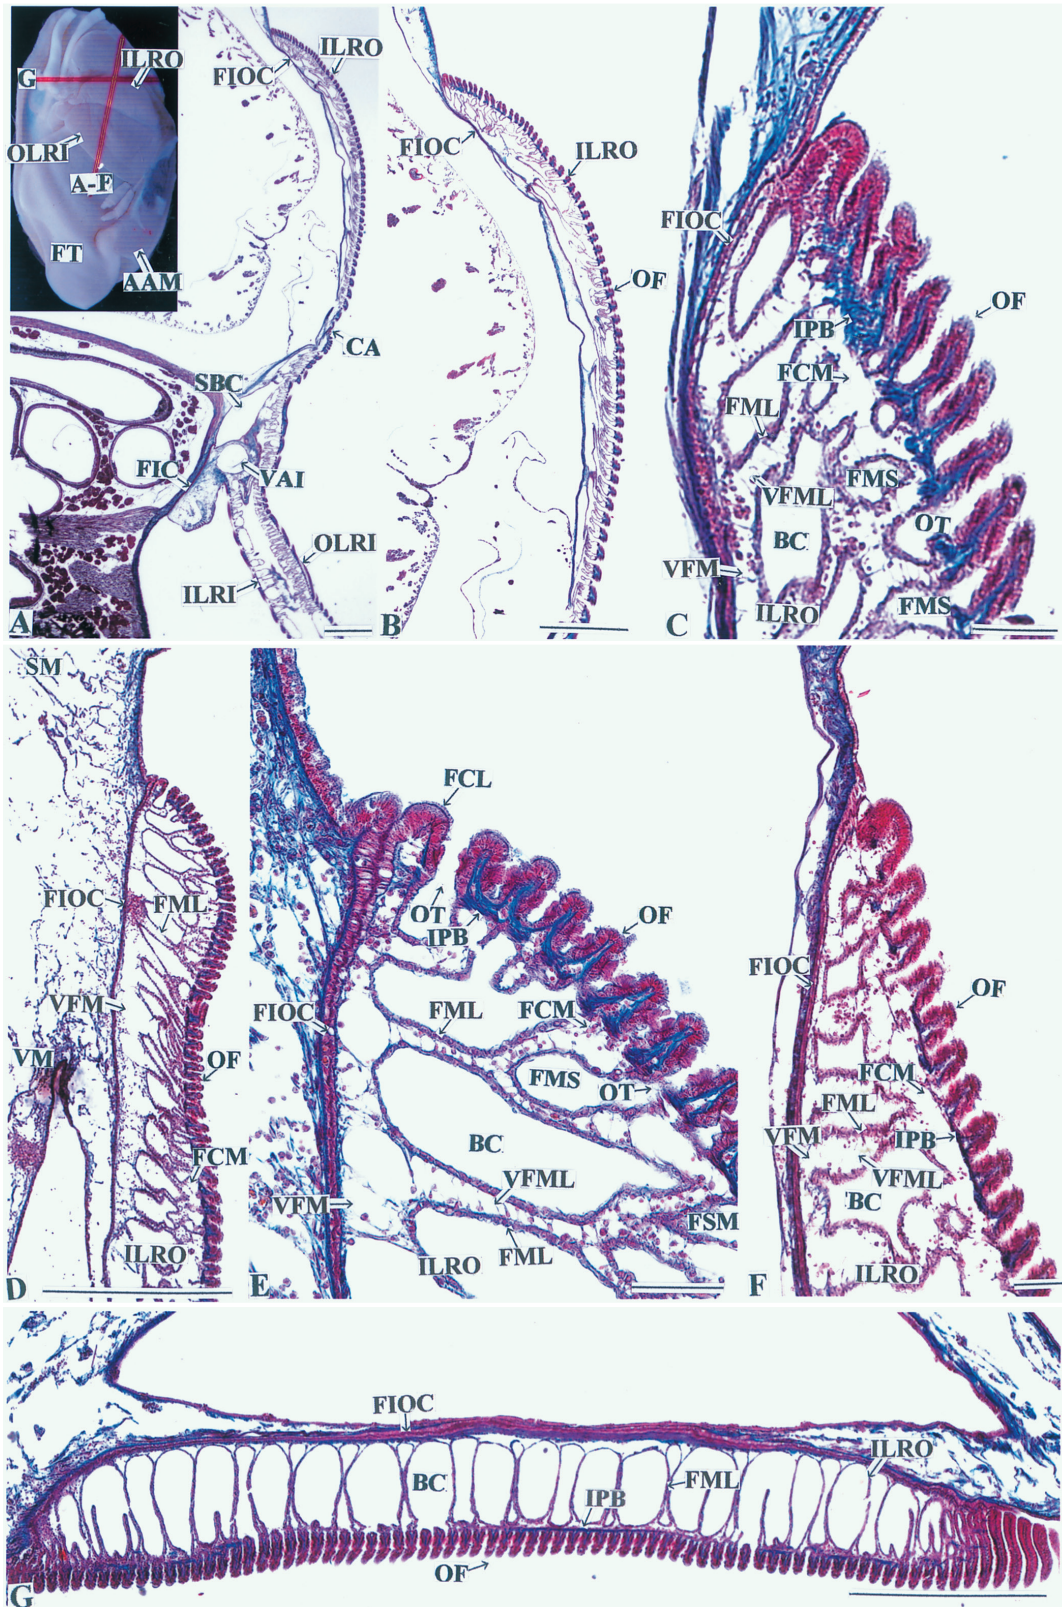 ILRO
G
OLRI
A-F
FT
AAM
FIOC
ILRO
CA
SBC
FIC
VAI
OLRI
ILRI
A
FIOC
ILRO
OF
B
FIOC
OF
IPB
FCM
FML
FMS
VFML
OT
BC
VFM
ILRO
FMS
C
SM
FIOC
FML
VFM
VM
OF
FCM
ILRO
D
FCL
OT
OF
IPB
FIOC
FML
FCM
FMS
OT
BC
VFML
VFM
FSM
ILRO
FML
E
FIOC
OF
FCM
FML
VFM
IPB
VFML
BC
ILRO
F
FIOC
ILRO
BC
FML
IPB
OF
G